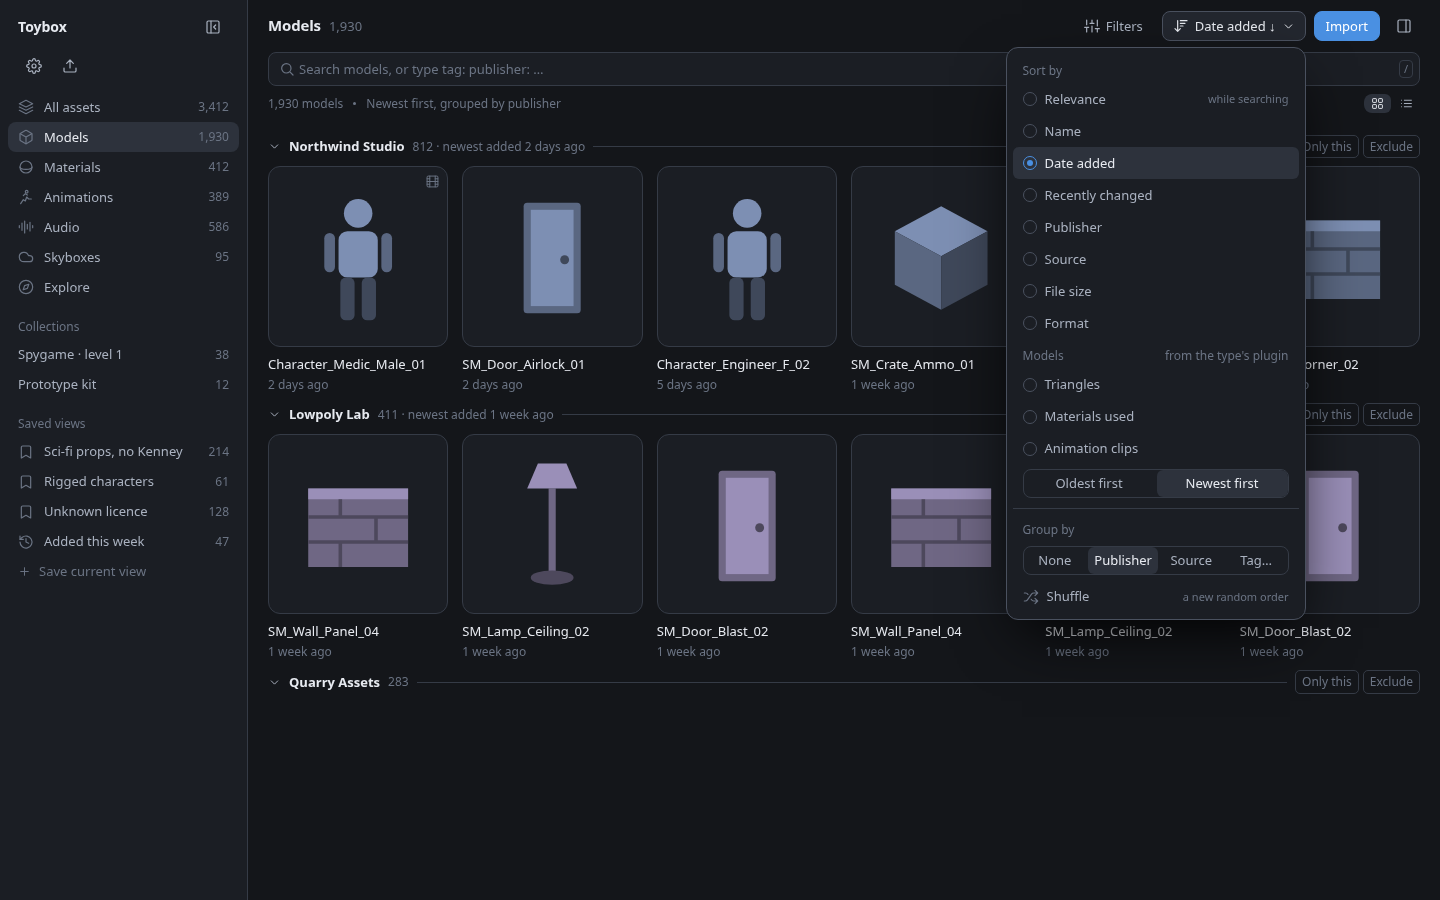 Toybox
All assets 3,412
Models 1,930
Materials 412
Animations 389
Audio 586
Skyboxes 95
Explore
Collections
Spygame · level 1 38
Prototype kit 12
Saved views
Sci-fi props, no Kenney 214
Rigged characters 61
Unknown licence 128
Added this week 47
Save current view
Models 1,930
Filters
Date added ↓
Import
Search models, or type tag: publisher: ...
/
1,930 models • Newest first, grouped by publisher
Northwind Studio 812 · newest added 2 days ago
Only this Exclude
Character_Medic_Male_01
2 days ago
SM_Door_Airlock_01
2 days ago
Character_Engineer_F_02
5 days ago
SM_Crate_Ammo_01
1 week ago
Lowpoly Lab 411 · newest added 1 week ago
Only this Exclude
SM_Wall_Panel_04
1 week ago
SM_Lamp_Ceiling_02
1 week ago
SM_Door_Blast_02
1 week ago
SM_Wall_Panel_04
1 week ago
SM_Lamp_Ceiling_02
1 week ago
SM_Door_Blast_02
1 week ago
Quarry Assets 283
Only this Exclude
Sort by
Relevance while searching
Name
Date added
Recently changed
Publisher
Source
File size
Format
Models from the type's plugin
Triangles
Materials used
Animation clips
Oldest first Newest first
Group by
None Publisher Source Tag...
Shuffle a new random order